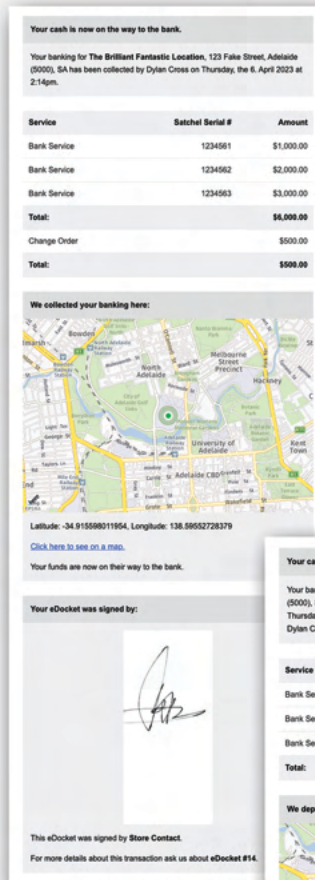 Your cash is now on the way to the bank.
Your banking for The Brilliant Fantastic Location, 123 Fake Street, Adelaide
(5000), SA has been collected by Dylan Cross on Thursday, the 6. April 2023 at
2:14pm.
Service Satchel Serial # Amount
Bank Service 1234561 $1,000.00
Bank Service 1234562 $2,000.00
Bank Service 1234563 $3,000.00
Total: $6,000.00
Change Order $500.00
Total: $500.00
We collected your banking here:
Bowden
North Adelaide
Railway
Station
Melbourne
Street
Precinct
North
Adelaide
Hackney
University of
Adelaide
Kent
Town
Adelaide CBD
Latitude: -34.915598011954, Longitude: 138.59552728379
Click here to see on a map.
Your funds are now on their way to the bank.
Your eDocket was signed by:
This eDocket was signed by Store Contact.
For more details about this transaction ask us about eDocket #14.
Your ca
Your ban
(5000),
Thursda
Dylan C
Service
Bank Se
Bank Se
Bank Se
Total:
We dep